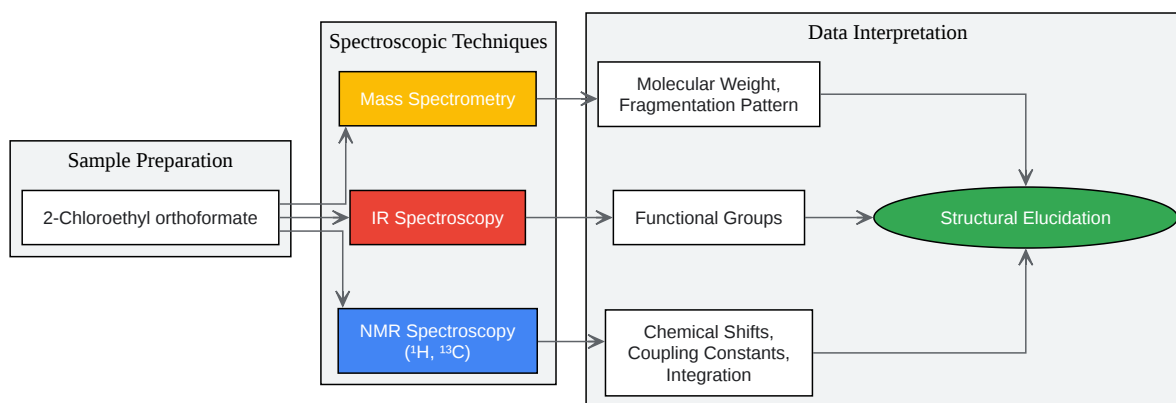 Sample Preparation
2-Chloroethyl orthoformate
Spectroscopic Techniques
Mass Spectrometry
IR Spectroscopy
NMR Spectroscopy
(¹H, ¹³C)
Data Interpretation
Molecular Weight,
Fragmentation Pattern
Functional Groups
Chemical Shifts,
Coupling Constants,
Integration
Structural Elucidation